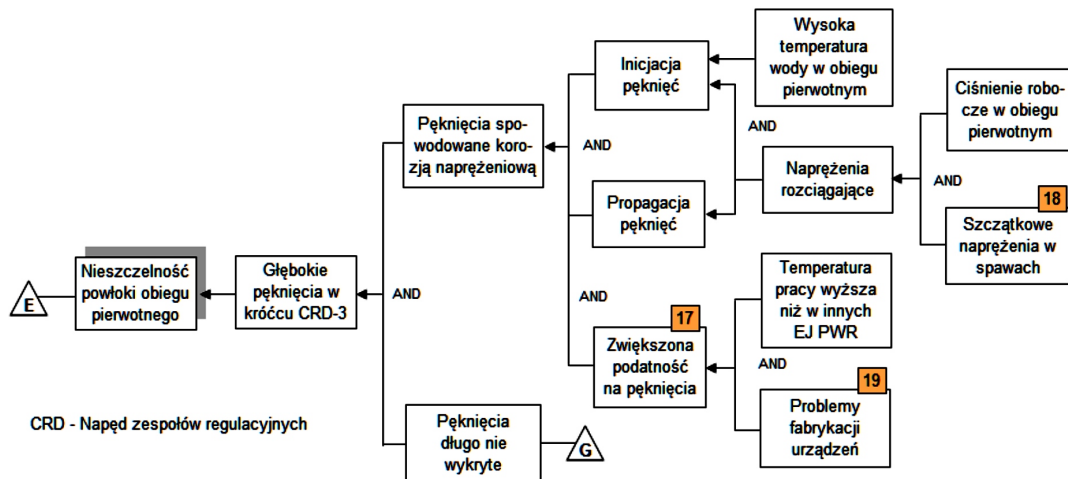 Wysoka
temperatura
wody w obiegu
pierwotnym
Inicjacja
pęknięć
Ciśnienie robo-
cze w obiegu
pierwotnym
Pęknięcia spo-
wodowane koro-
zją naprężeniową
AND
AND
Naprężenia
rozciągające
AND
18
Szczątkowe
naprężenia w
spawach
Propagacja
pęknięć
E
Nieszczelność
powłoki obiegu
pierwotnego
Głębokie
pęknięcia w
króćcu CRD-3
AND
AND
Temperatura
pracy wyższa
niż w innych
EJ PWR
17
Zwiększona
podatność
na pęknięcia
AND
19
Problemy
fabrykacji
urządzeń
CRD - Napęd zespołów regulacyjnych
Pęknięcia
długo nie
wykryte
G